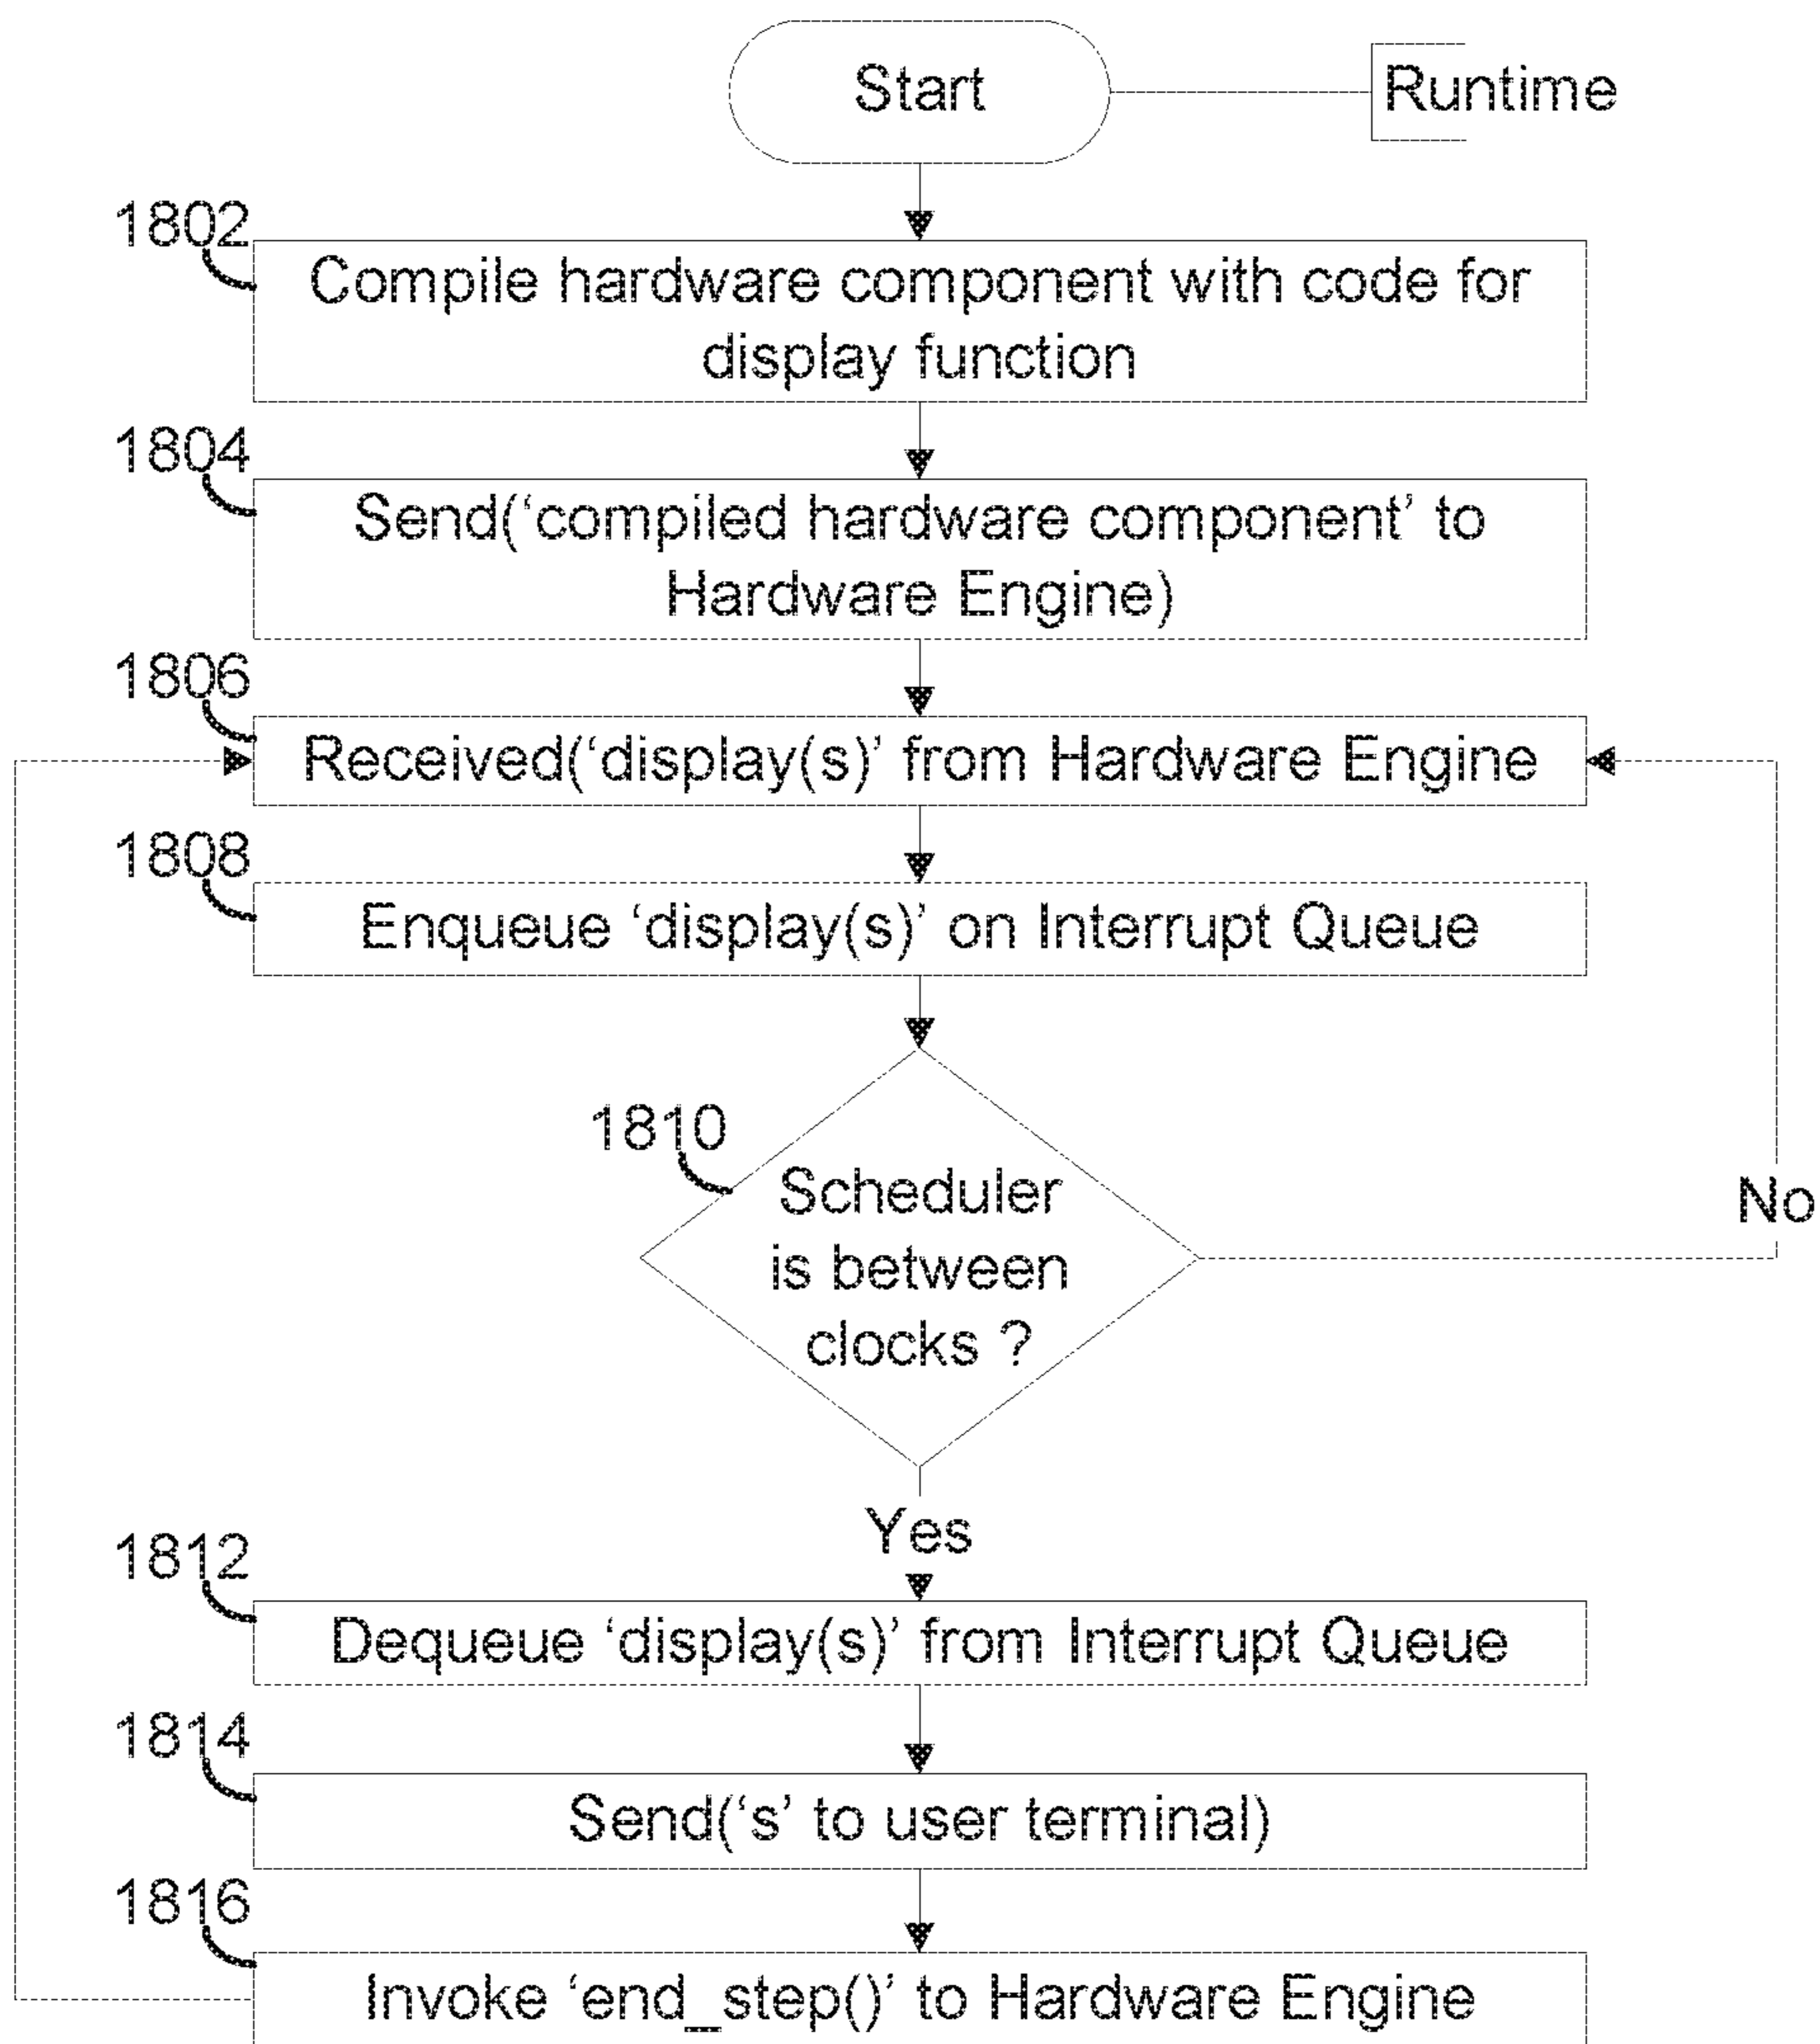 Start
Runtime
1802
Compile hardware component with code for
display function
1804
Send(‘compiled hardware component’ to
Hardware Engine)
1806
Received(‘display(s)’ from Hardware Engine
1808
Enqueue ‘display(s)’ on Interrupt Queue
1810
Scheduler
is between
clocks ?
No
Yes
1812
Dequeue ‘display(s)’ from Interrupt Queue
1814
Send(‘s’ to user terminal)
1816
Invoke ‘end_step()’ to Hardware Engine